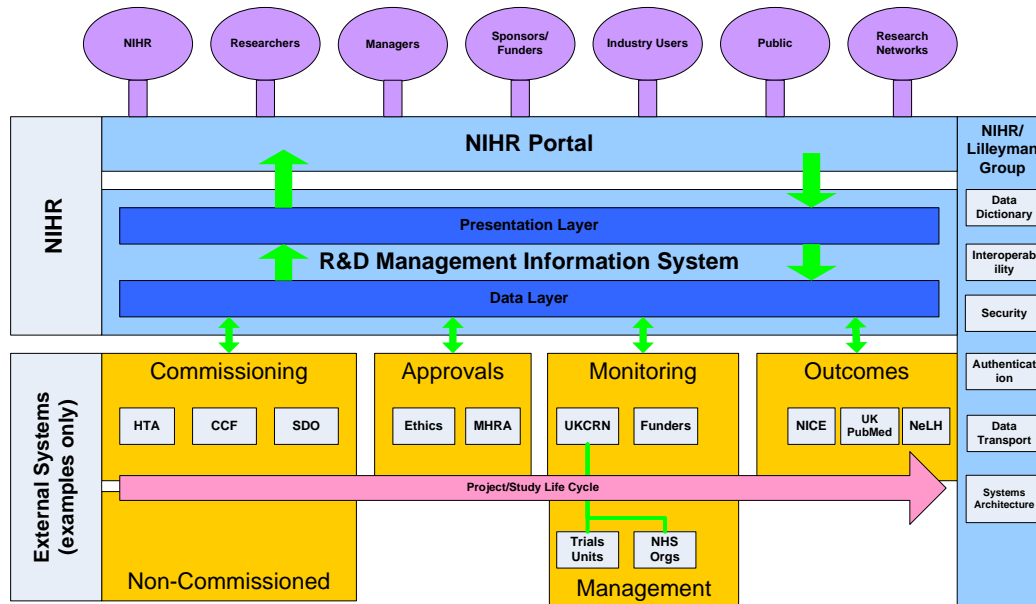 NIHR
Researchers
Managers
Sponsors/
Funders
Industry Users
Public
Research
Networks
NIHR
NIHR Portal
Presentation Layer
R&D Management Information System
Data Layer
NIHR/
Lilleyman
Group
Data
Dictionary
Interoperab
ility
Security
Authenticat
ion
Data
Transport
Systems
Architecture
External Systems
(examples only)
Commissioning
HTA
CCF
SDO
Approvals
Ethics
MHRA
Monitoring
UKCRN
Funders
Outcomes
NICE
UK
PubMed
NeLH
Project/Study Life Cycle
Non-Commissioned
Trials
Units
NHS
Orgs
Management